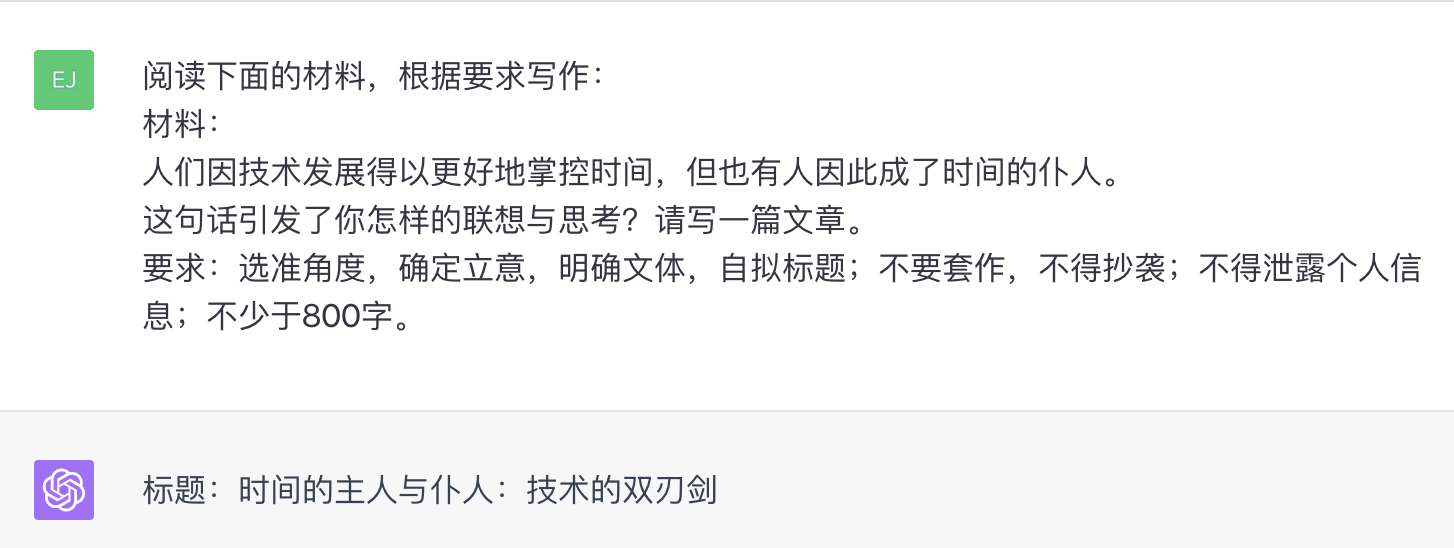 EJ
阅读下面的材料，根据要求写作：
材料：
人们因技术发展得以更好地掌控时间，但也有人因此成了时间的仆人。
这句话引发了你怎样的联想与思考？请写一篇文章。
要求：选准角度，确定立意，明确文体，自拟标题；不要套作，不得抄袭；不得泄露个人信
息；不少于800字。
标题：时间的主人与仆人：技术的双刃剑